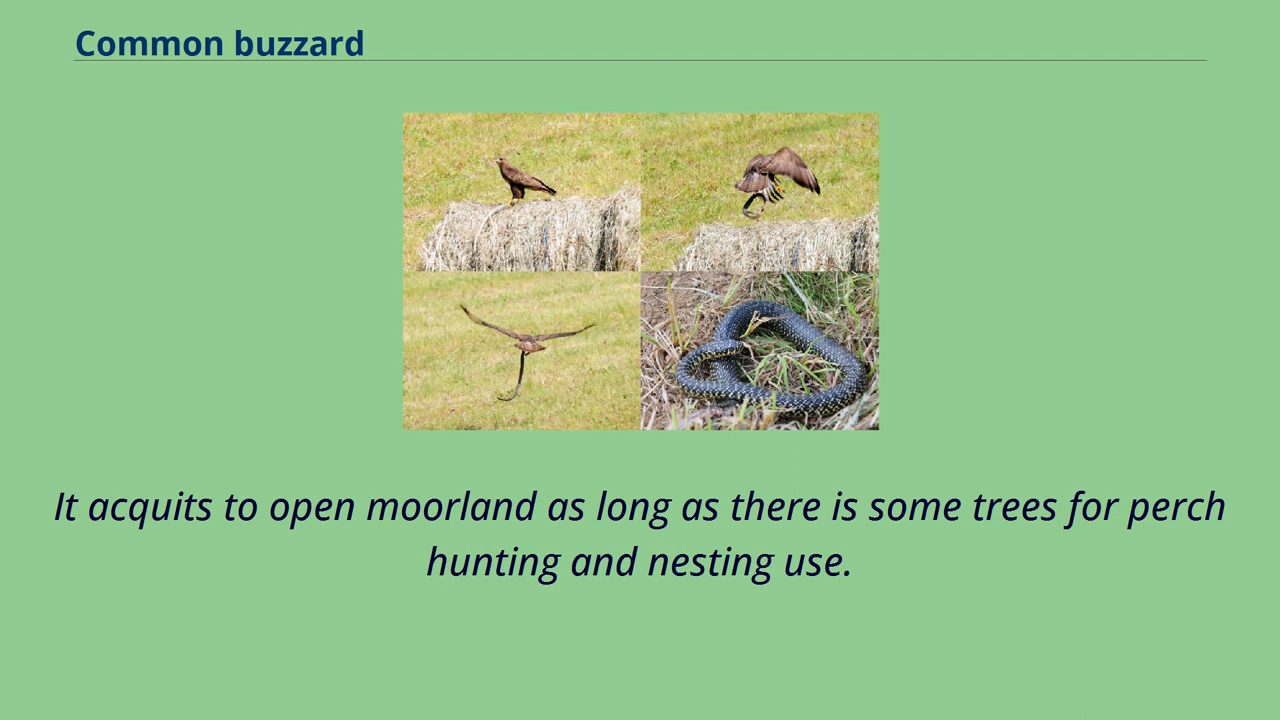 Common buzzard
It acquits to open moorland as long as there is some trees for perch
hunting and nesting use.